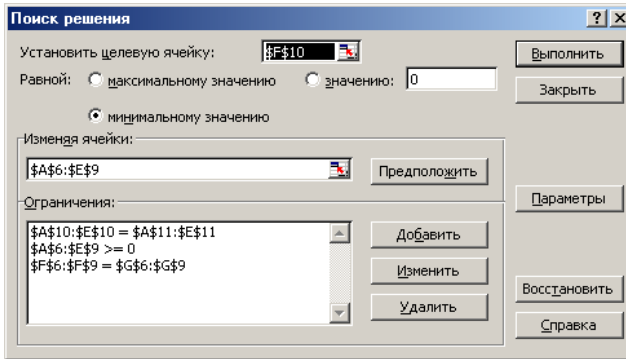 Поиск решения
Установить целевую ячейку: $F$10
Выполнить
Равной: максимальному значению значению: 0
Закрыть
минимальному значению
Изменяя ячейки:
$A$6:$E$9
Предположить
Параметры
Ограничения:
$A$10:$E$10 = $A$11:$E$11
Добавить
$A$6:$E$9 >= 0
$F$6:$F$9 = $G$6:$G$9
Изменить
Восстановить
Удалить
Справка